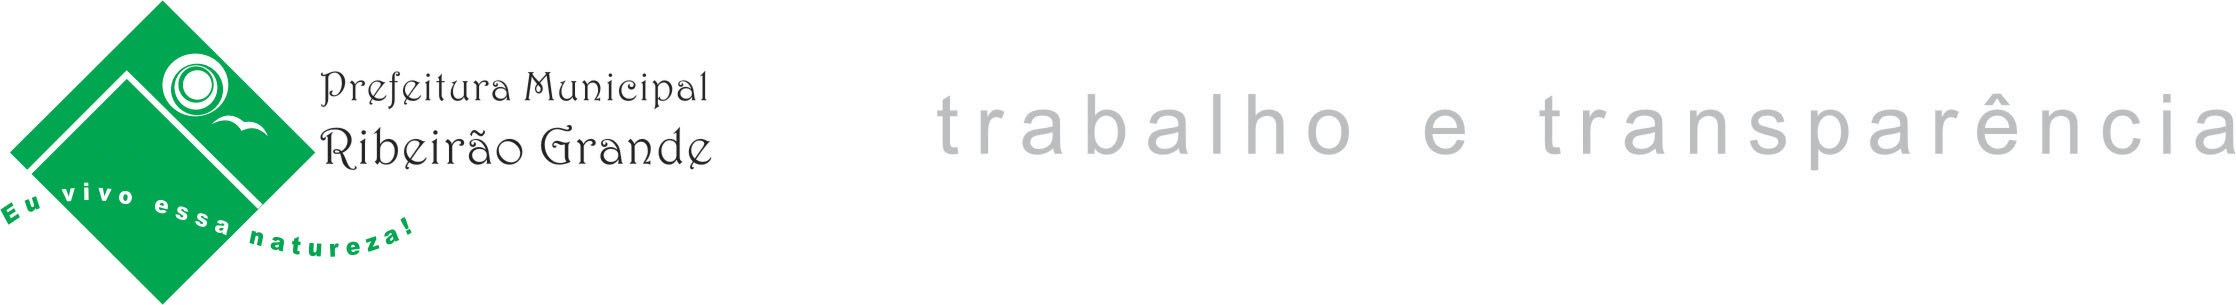 Prefeitura Municipal
Ribeirão Grande
trabalho e transparência
Eu vivo essa natureza!